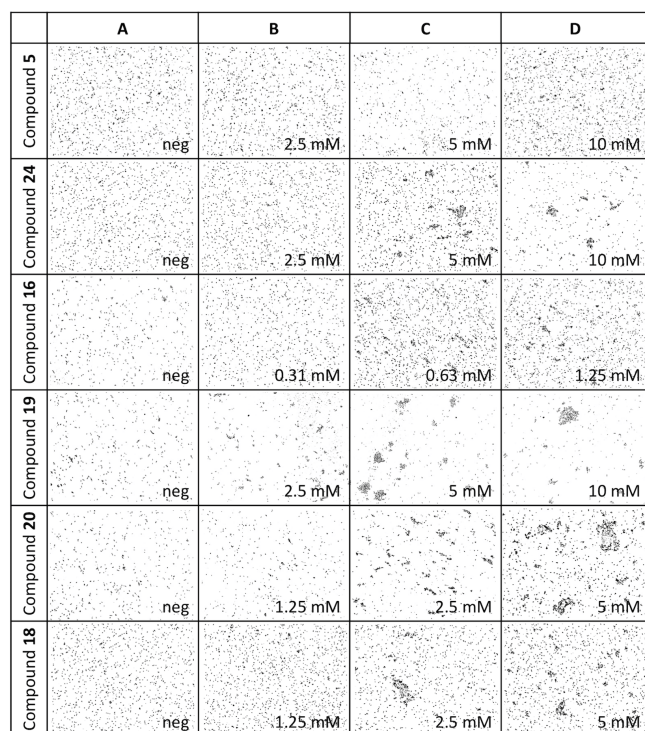 A B C D
Compound 5
neg 2.5 mM 5 mM 10 mM
Compound 24
neg 2.5 mM 5 mM 10 mM
Compound 16
neg 0.31 mM 0.63 mM 1.25 mM
Compound 19
neg 2.5 mM 5 mM 10 mM
Compound 20
neg 1.25 mM 2.5 mM 5 mM
Compound 18
neg 1.25 mM 2.5 mM 5 mM